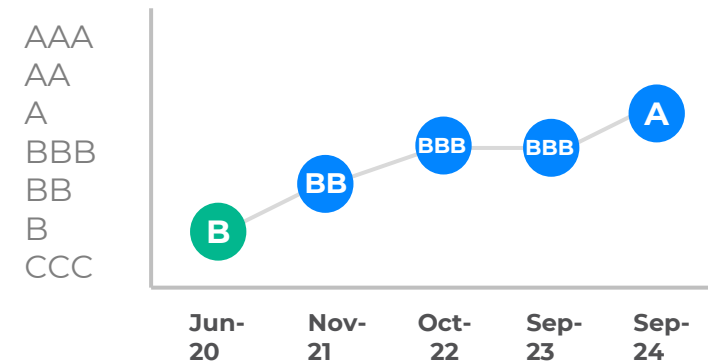 AAA
AA
A
BBB
BB
B
CCC
B
BB
BBB
BBB
A
Jun-
20
Nov-
21
Oct-
22
Sep-
23
Sep-
24